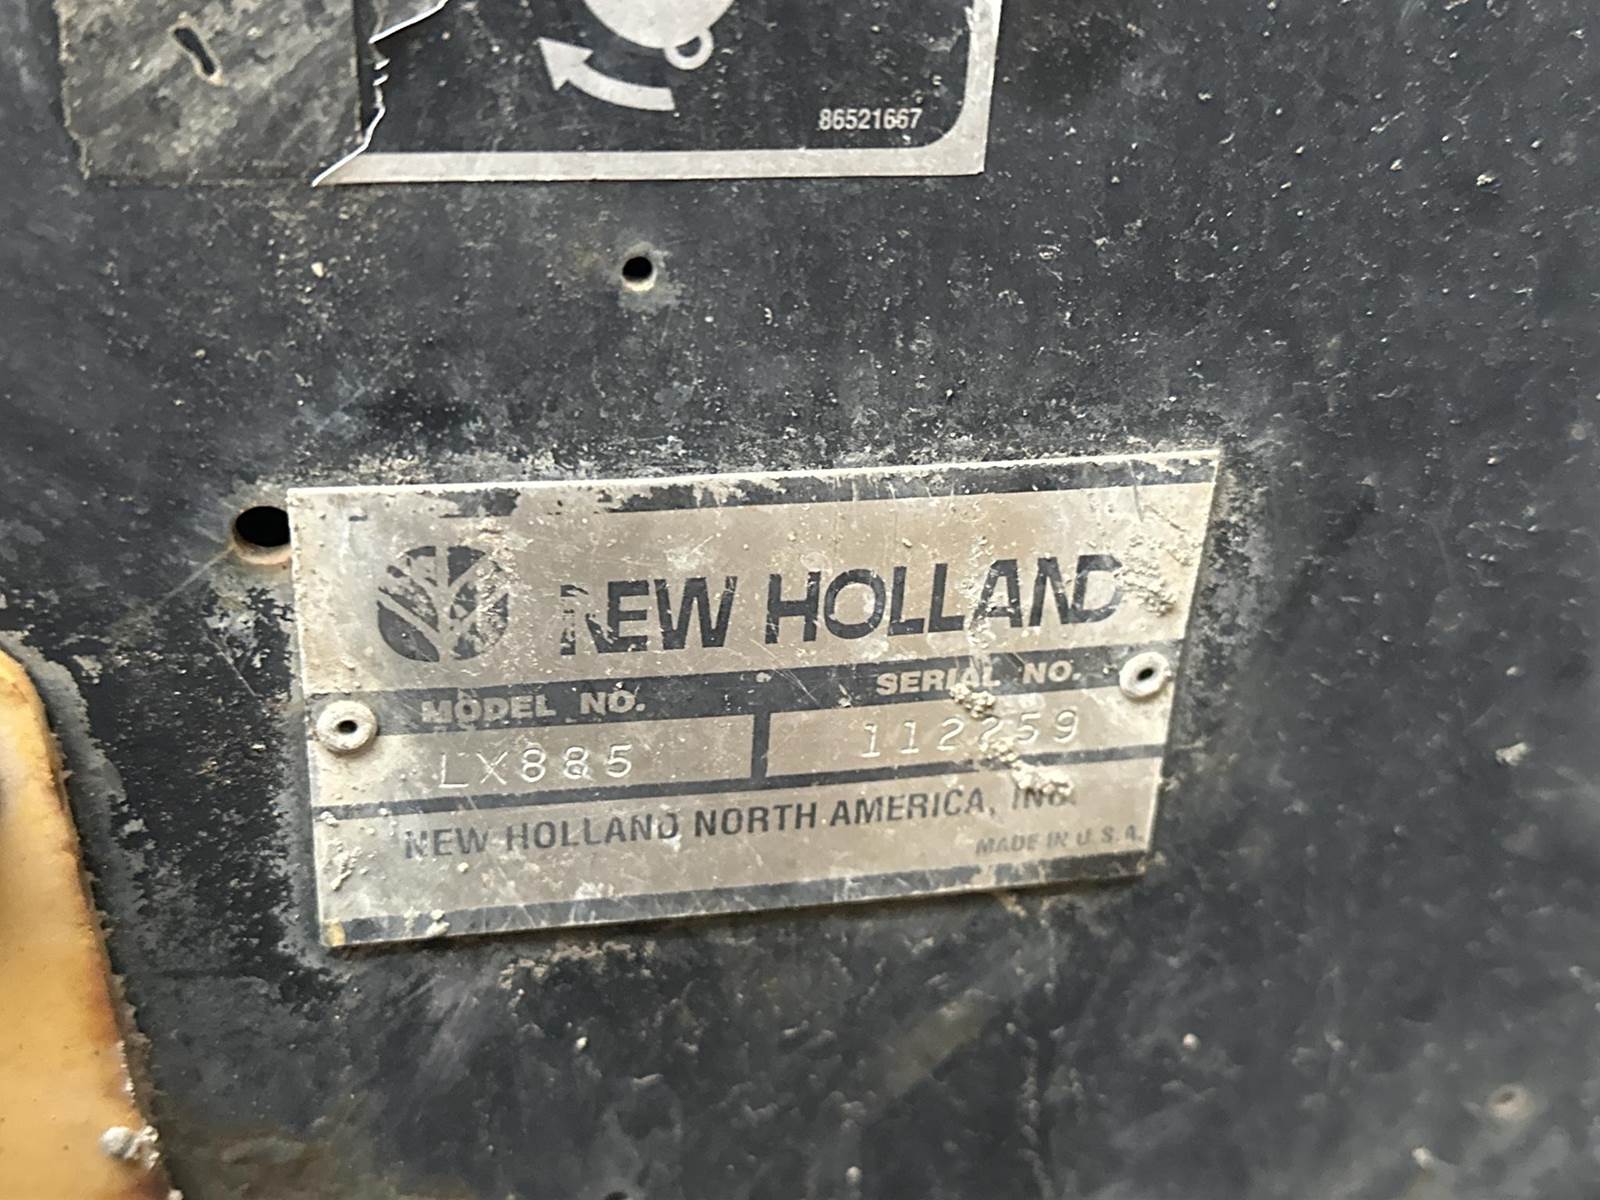 86521667
NEW HOLLAND
MODEL NO. SERIAL NO.
LX885 112259
NEW HOLLAND NORTH AMERICA, INC.
MADE IN U.S.A.